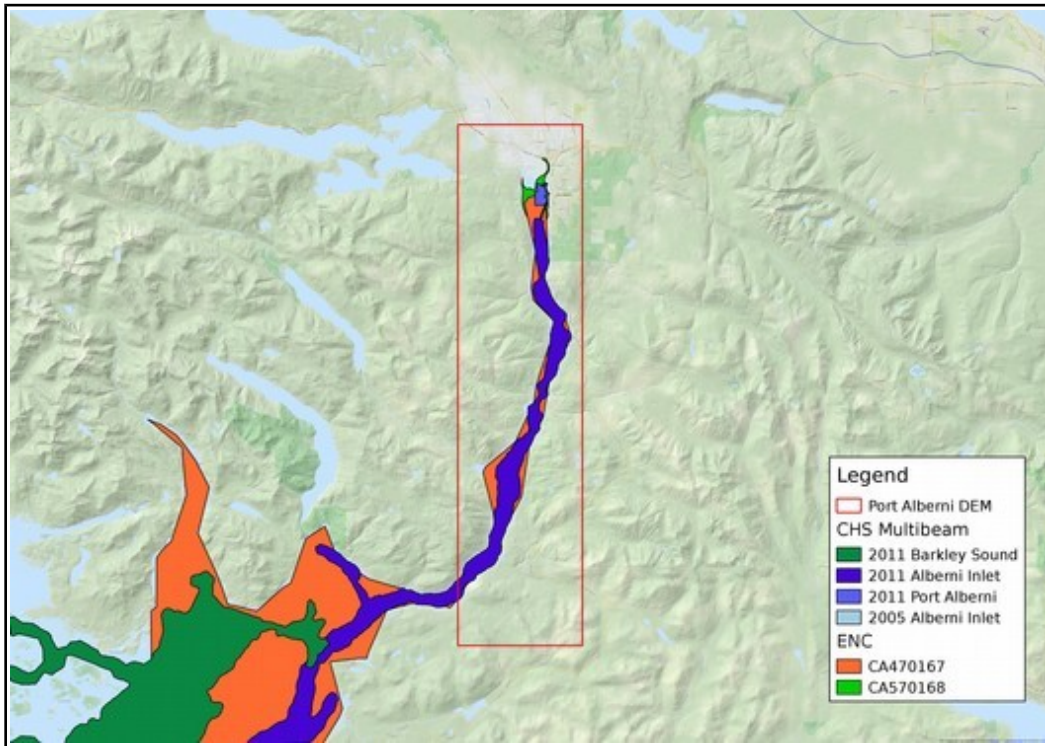 Legend
Port Alberni DEM
CHS Multibeam
2011 Barkley Sound
2011 Alberni Inlet
2011 Port Alberni
2005 Alberni Inlet
ENC
CA470167
CA570168